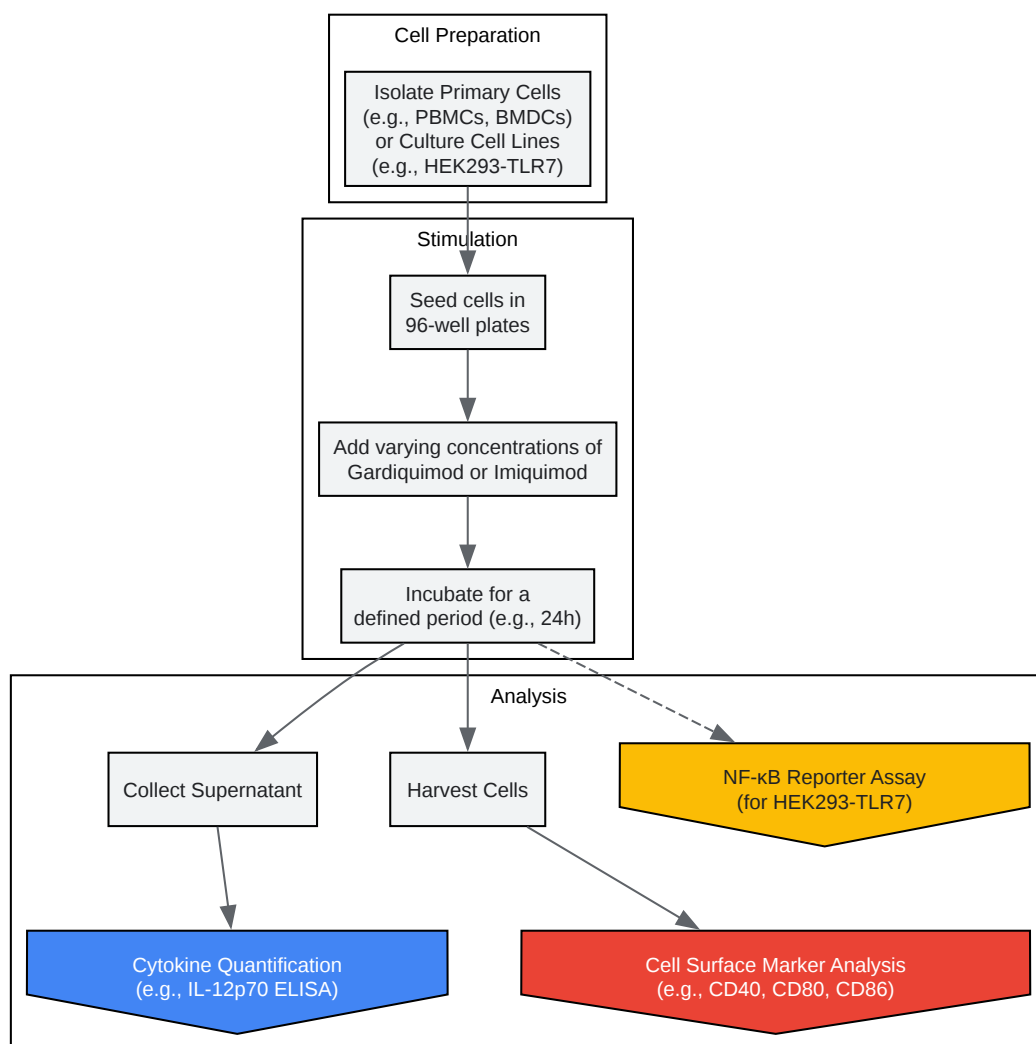 Cell Preparation
Isolate Primary Cells
(e.g., PBMCs, BMDCs)
or Culture Cell Lines
(e.g., HEK293-TLR7)
Stimulation
Seed cells in
96-well plates
Add varying concentrations of
Gardiquimod or Imiquimod
Incubate for a
defined period (e.g., 24h)
Analysis
Collect Supernatant
Harvest Cells
NF-κB Reporter Assay
(for HEK293-TLR7)
Cytokine Quantification
(e.g., IL-12p70 ELISA)
Cell Surface Marker Analysis
(e.g., CD40, CD80, CD86)